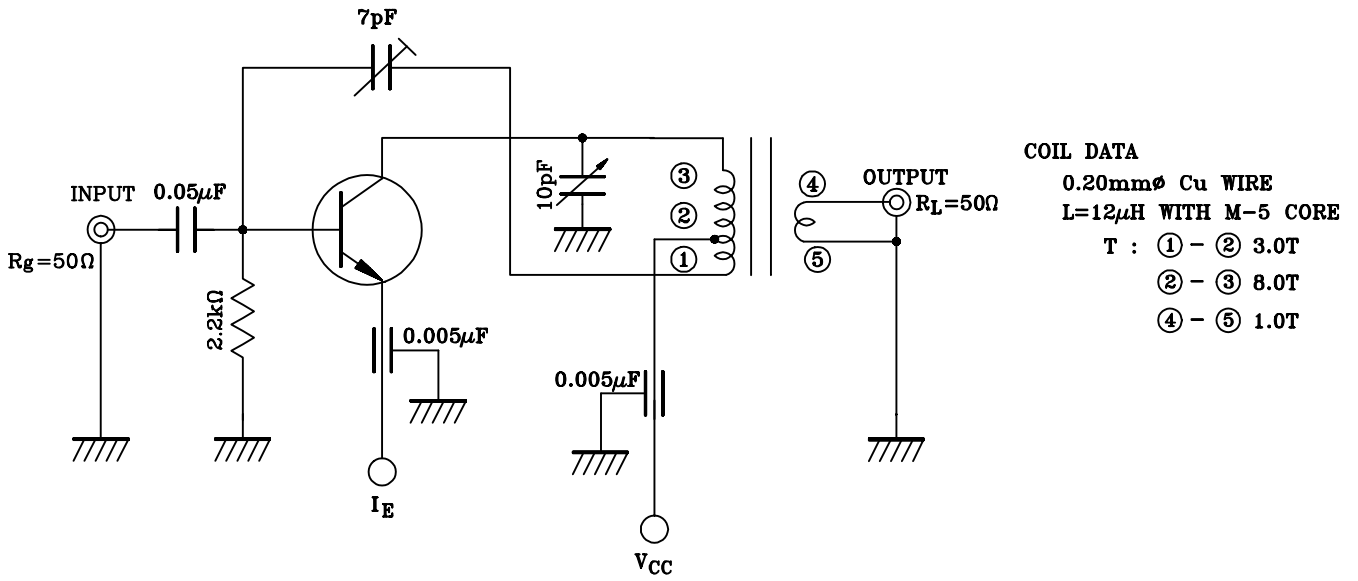 7pF
INPUT
0.05μF
Rg=50Ω
2.2kΩ
0.005μF
IE
10pF
③
②
①
0.005μF
VCC
④
⑤
OUTPUT
RL=50Ω
COIL DATA
0.20mmø Cu WIRE
L=12μH WITH M-5 CORE
T : ① - ② 3.0T
② - ③ 8.0T
④ - ⑤ 1.0T